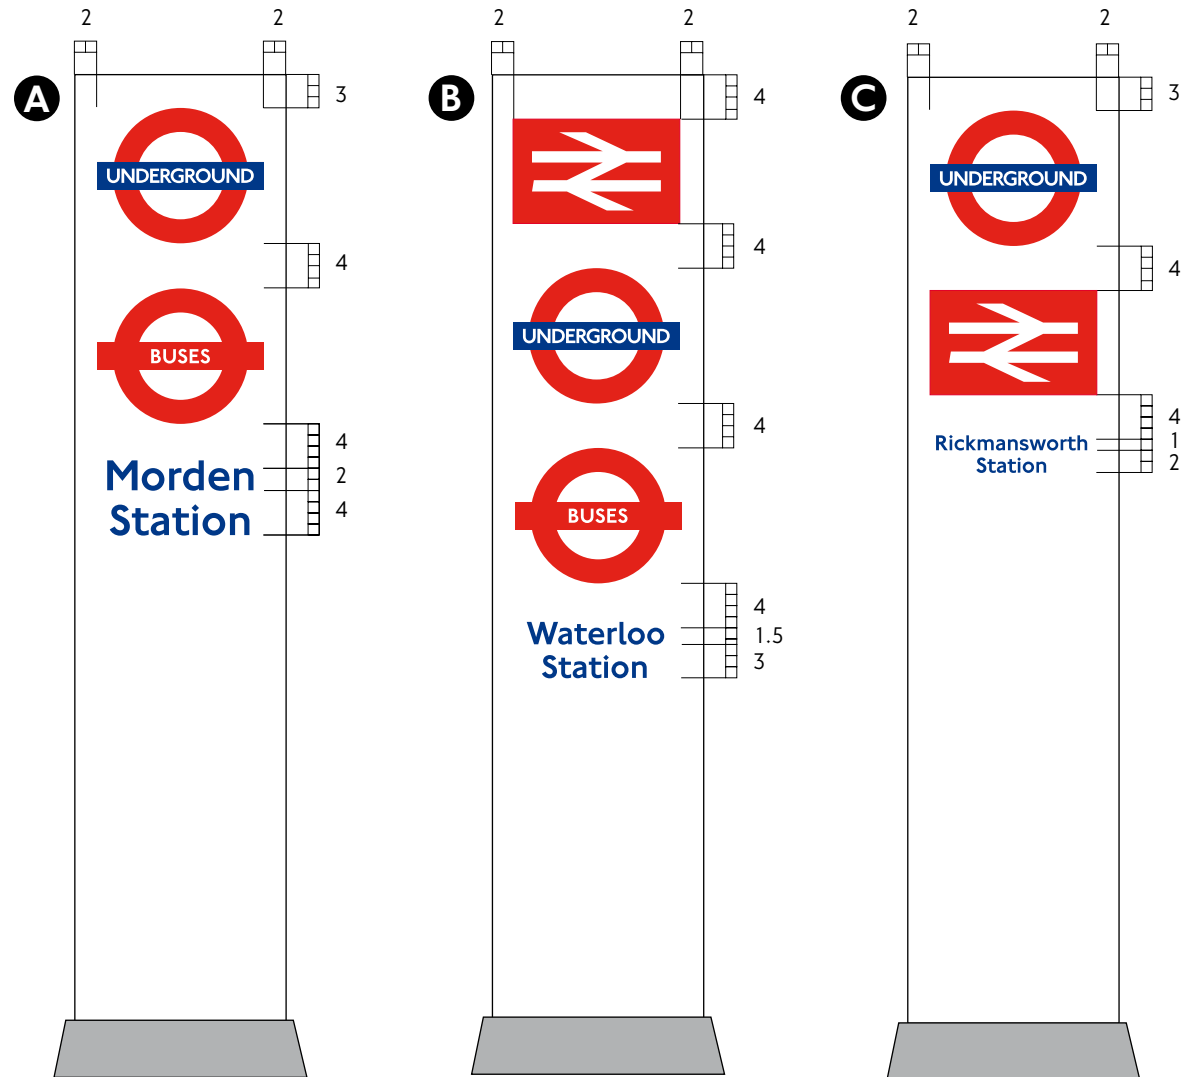 2 2
A
3
UNDERGROUND
4
BUSES
4
Morden
2
Station
4
2 2
B
4
4
UNDERGROUND
4
BUSES
4
Waterloo
1.5
Station
3
2 2
C
3
UNDERGROUND
4
4
Rickmansworth
1
Station
2